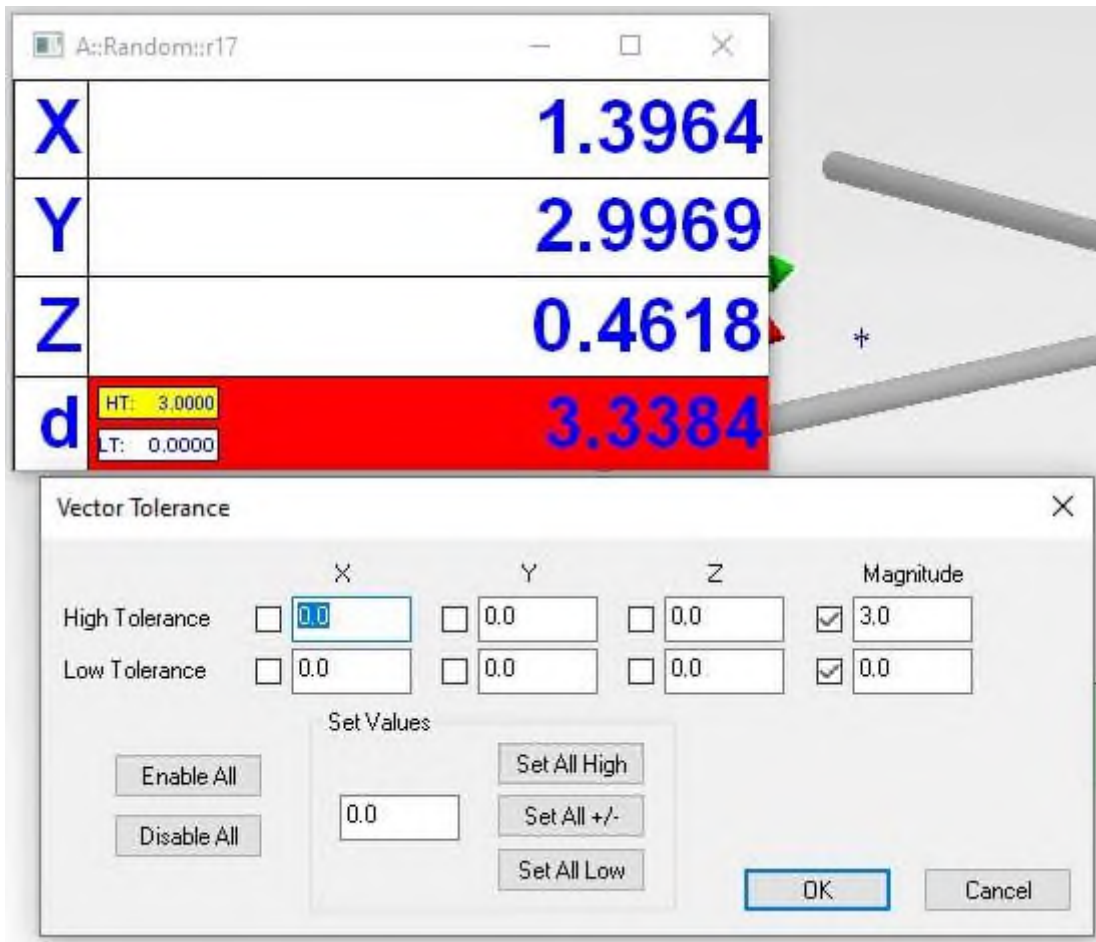 A::Random::r17
X 1.3964
Y 2.9969
Z 0.4618
d HT: 3.0000 3.3384
LT: 0.0000
Vector Tolerance
X Y Z Magnitude
High Tolerance 0.0 0.0 0.0 3.0
Low Tolerance 0.0 0.0 0.0 0.0
Set Values
Enable All Set All High
0.0 Set All +/-
Disable All
Set All Low
OK Cancel